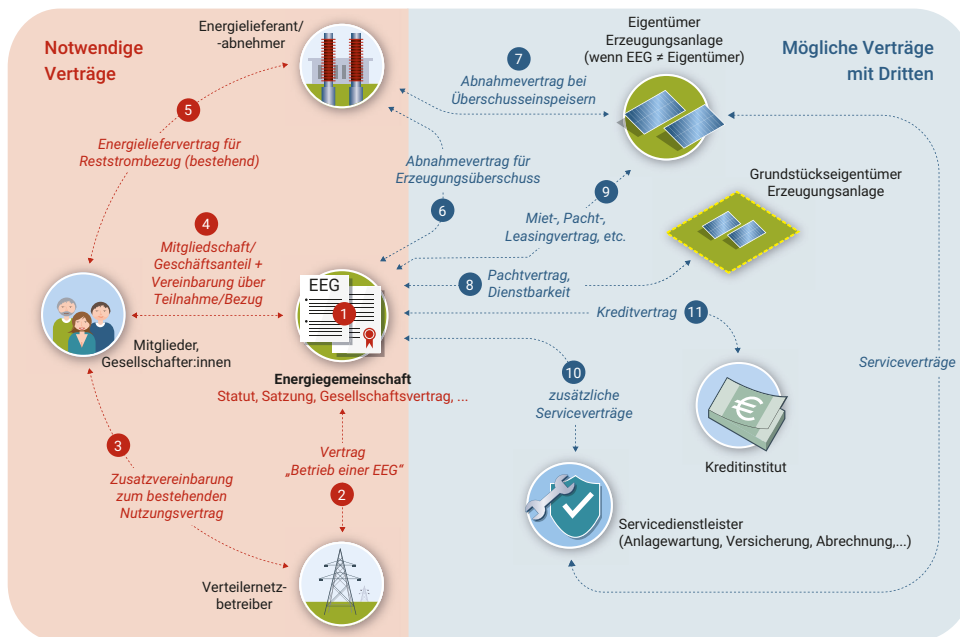 Notwendige
Verträge
Energielieferant/
-abnehmer
Eigentümer
Erzeugungsanlage
(wenn EEG ≠ Eigentümer)
Mögliche Verträge
mit Dritten
7
Abnahmevertrag bei
Überschusseinspeisern
5
Energieliefervertrag für
Reststrombezug (bestehend)
Abnahmevertrag für
Erzeugungsüberschuss
6
9
Miet-, Pacht-,
Leasingvertrag, etc.
Grundstückseigentümer
Erzeugungsanlage
4
Mitgliedschaft/
Geschäftsanteil +
Vereinbarung über
Teilnahme/Bezug
EEG
1
8
Pachtvertrag,
Dienstbarkeit
Kreditvertrag
11
Mitglieder,
Gesellschafter:innen
Energiegemeinschaft
Statut, Satzung, Gesellschaftsvertrag, ...
10
zusätzliche
Serviceverträge
Serviceverträge
Kreditinstitut
3
Zusatzvereinbarung
zum bestehenden
Nutzungsvertrag
Vertrag
„Betrieb einer EEG“
2
Servicedienstleister
(Anlagewartung, Versicherung, Abrechnung,...)
Verteilernetz-
betreiber